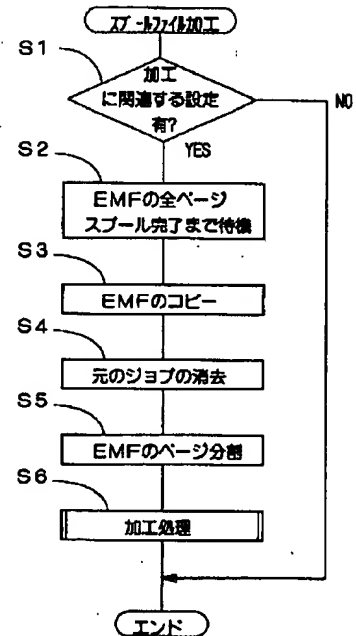 スプールファイル加工
S1
加工
に関連する設定
有?
NO
YES
S2
EMFの全ページ
スプール完了まで待機
S3
EMFのコピー
S4
元のジョブの消去
S5
EMFのページ分割
S6
加工処理
エンド